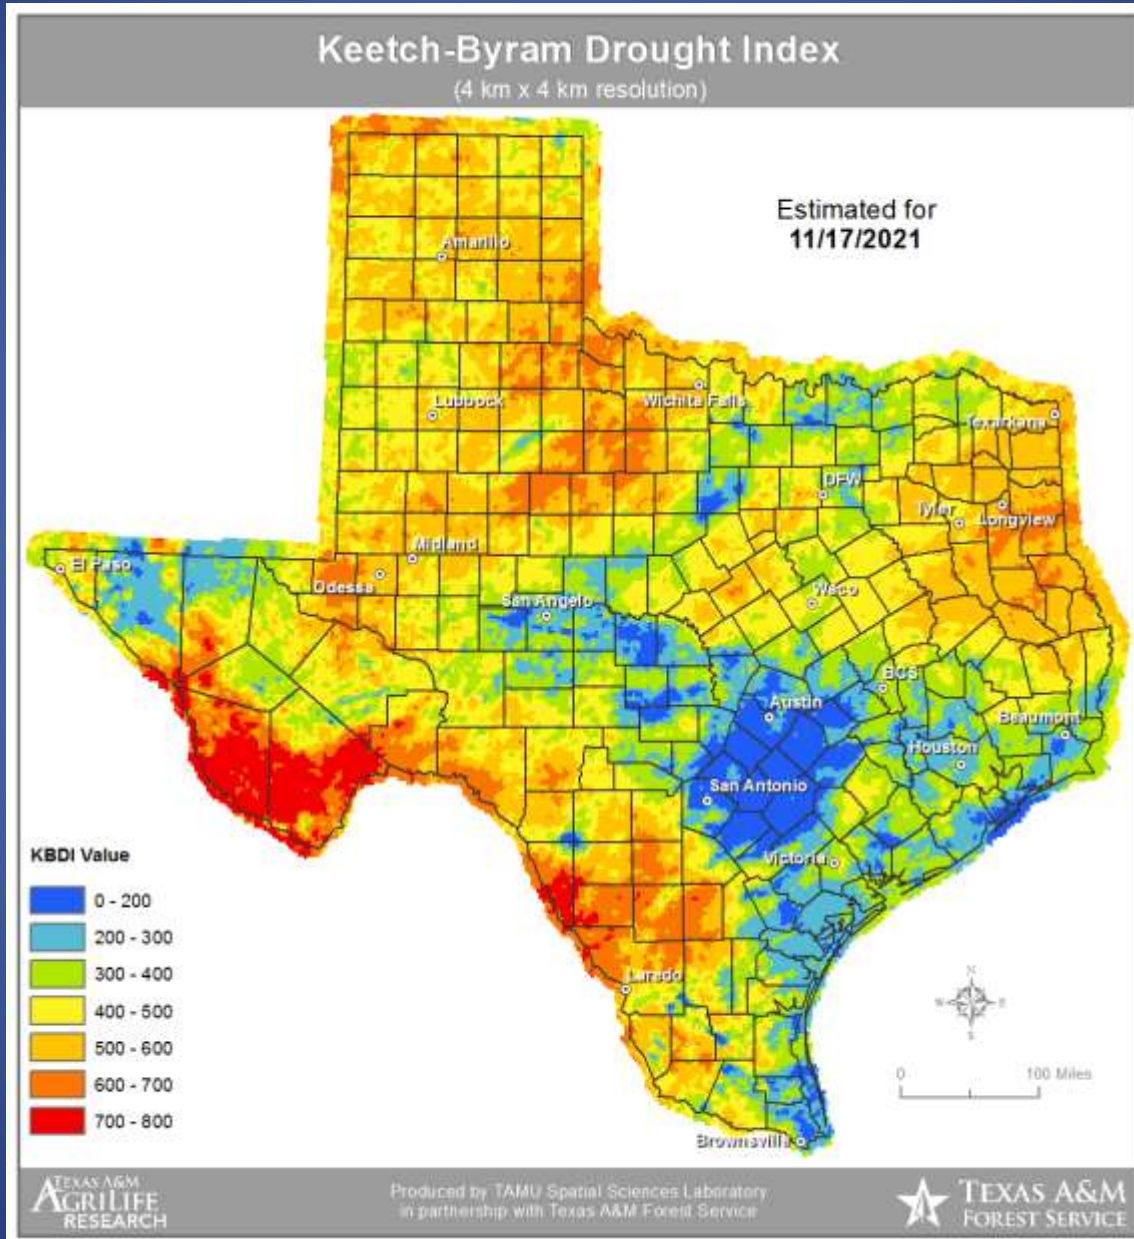 Keetch-Byram Drought Index
(4 km x 4 km resolution)
Estimated for
11/17/2021
Amarillo
Lubbock
Wichita Falls
Texarkana
DFW
Tyler
Longview
El Paso
Midland
Odessa
San Angelo
Waco
BCS
Austin
Beaumont
Houston
San Antonio
Victoria
Laredo
Brownsville
KBDI Value
0 - 200
200 - 300
300 - 400
400 - 500
500 - 600
600 - 700
700 - 800
N
W E
S
0 100 Miles
TEXAS A&M
AGRILIFE
RESEARCH
Produced by TAMU Spatial Sciences Laboratory
in partnership with Texas A&M Forest Service
TEXAS A&M
FOREST SERVICE